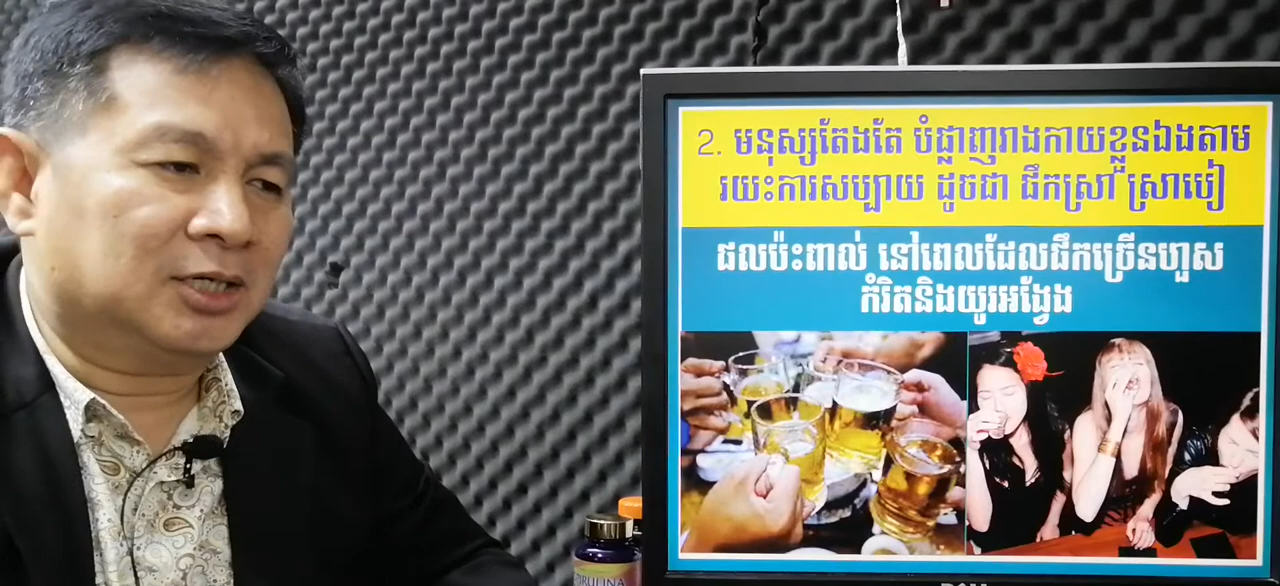 2. មនុស្សតែងតែ បំផ្លាញរាងកាយខ្លួនឯងតាម
រយះការសប្បាយ ដូចជា ផឹកស្រា ស្រាបៀ
ផលប៉ះពាល់ នៅពេលដែលផឹកច្រើនហួស
កំរិតនិងយូរអង្វែង
PIRULINA